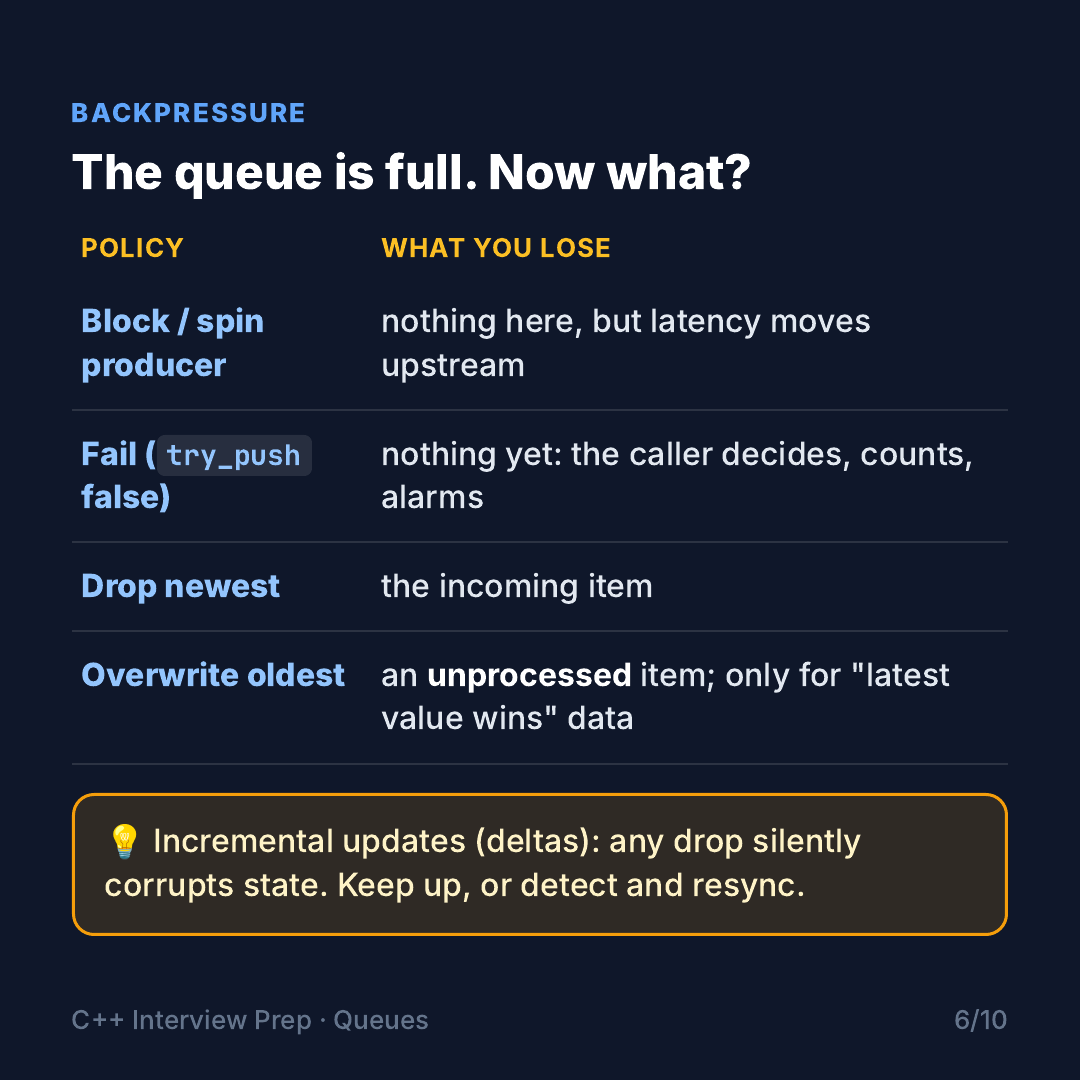 BACKPRESSURE
The queue is full. Now what?
POLICY WHAT YOU LOSE
Block / spin producer
nothing here, but latency moves upstream
Fail (try_push false)
nothing yet: the caller decides, counts, alarms
Drop newest
the incoming item
Overwrite oldest
an unprocessed item; only for "latest value wins" data
💡 Incremental updates (deltas): any drop silently
corrupts state. Keep up, or detect and resync.
C++ Interview Prep · Queues
6/10